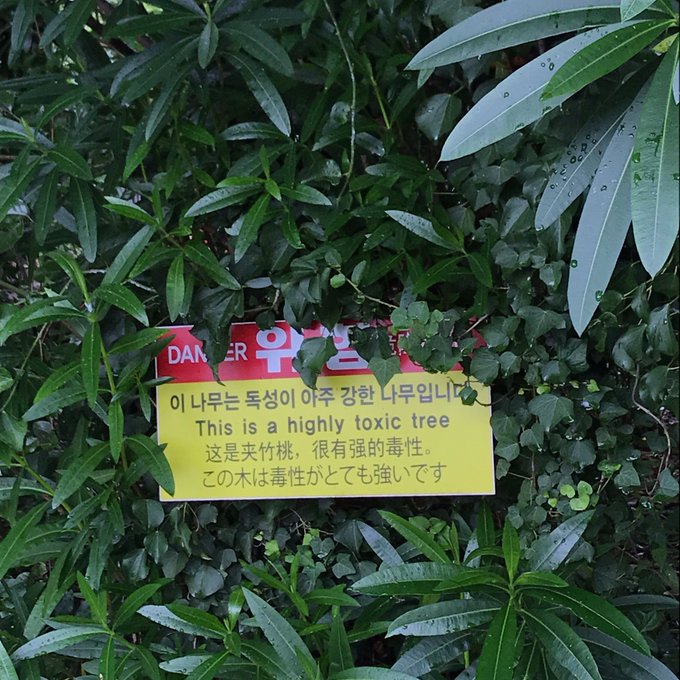 DANGER 위험
이 나무는 독성이 아주 강한 나무입니다
This is a highly toxic tree
这是夹竹桃，很有强的毒性。
この木は毒性がとても強いです